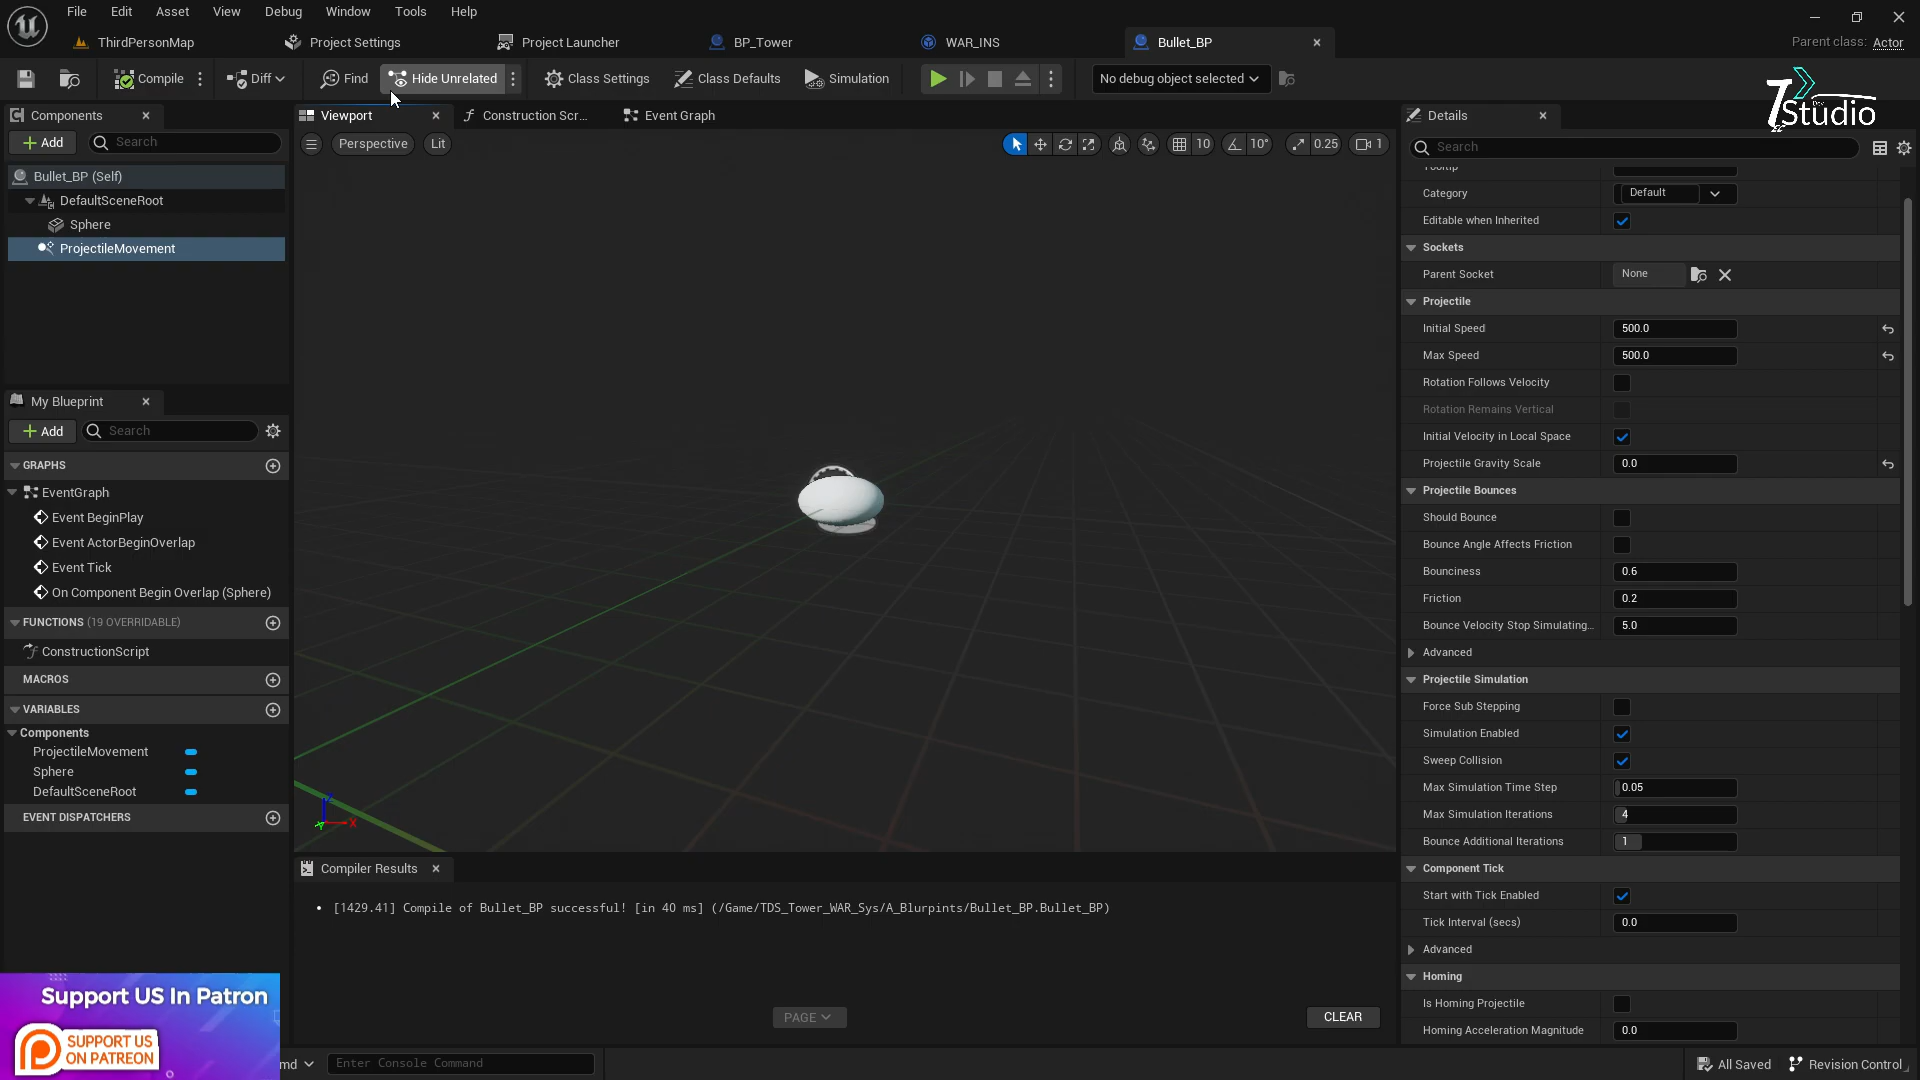 File Edit Asset View Debug Window Tools Help
ThirdPersonMap Project Settings Project Launcher BP_Tower WAR_INS Bullet_BP
Parent class: Actor
Compile Diff Find Hide Unrelated Class Settings Class Defaults Simulation No debug object selected
7Dev Studio
Components
Add Search
Bullet_BP (Self)
DefaultSceneRoot
Sphere
ProjectileMovement
My Blueprint
Add Search
GRAPHS
EventGraph
Event BeginPlay
Event ActorBeginOverlap
Event Tick
On Component Begin Overlap (Sphere)
FUNCTIONS (19 OVERRIDABLE)
ConstructionScript
MACROS
VARIABLES
Components
ProjectileMovement
Sphere
DefaultSceneRoot
EVENT DISPATCHERS
Support US In Patron
SUPPORT US
ON PATREON
Viewport Construction Scr... Event Graph
Perspective Lit 10 10° 0.25 1
Z
Y X
Compiler Results
[1429.41] Compile of Bullet_BP successful! [in 40 ms] (/Game/TDS_Tower_WAR_Sys/A_Blurpints/Bullet_BP.Bullet_BP)
PAGE CLEAR
md Enter Console Command
Details
Search
Tooltip
Category Default
Editable when Inherited
Sockets
Parent Socket None
Projectile
Initial Speed 500.0
Max Speed 500.0
Rotation Follows Velocity
Rotation Remains Vertical
Initial Velocity in Local Space
Projectile Gravity Scale 0.0
Projectile Bounces
Should Bounce
Bounce Angle Affects Friction
Bounciness 0.6
Friction 0.2
Bounce Velocity Stop Simulating... 5.0
Advanced
Projectile Simulation
Force Sub Stepping
Simulation Enabled
Sweep Collision
Max Simulation Time Step 0.05
Max Simulation Iterations 4
Bounce Additional Iterations 1
Component Tick
Start with Tick Enabled
Tick Interval (secs) 0.0
Advanced
Homing
Is Homing Projectile
Homing Acceleration Magnitude 0.0
All Saved Revision Control